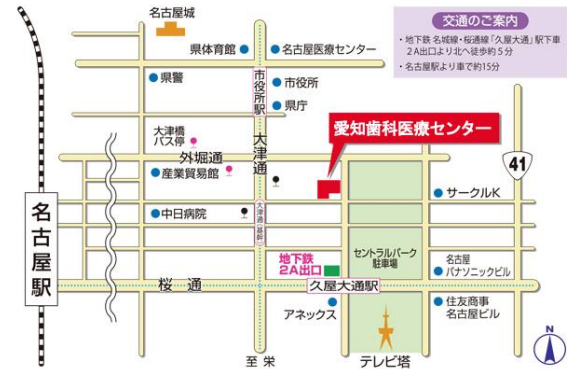 名古屋城
交通のご案内
・地下鉄 名城線・桜通線「久屋大通」駅下車
2A出口より北へ徒歩約5分
・名古屋駅より車で約15分
県体育館
名古屋医療センター
県警
市役所駅
市役所
県庁
大津橋
バス停
大津通
愛知歯科医療センター
外堀通
41
産業貿易館
サークルK
名古屋駅
中日病院
大津通
基幹
地下鉄
2A出口
セントラルパーク
駐車場
名古屋
パナソニックビル
桜通
久屋大通駅
アネックス
住友商事
名古屋ビル
N
至 栄
テレビ塔